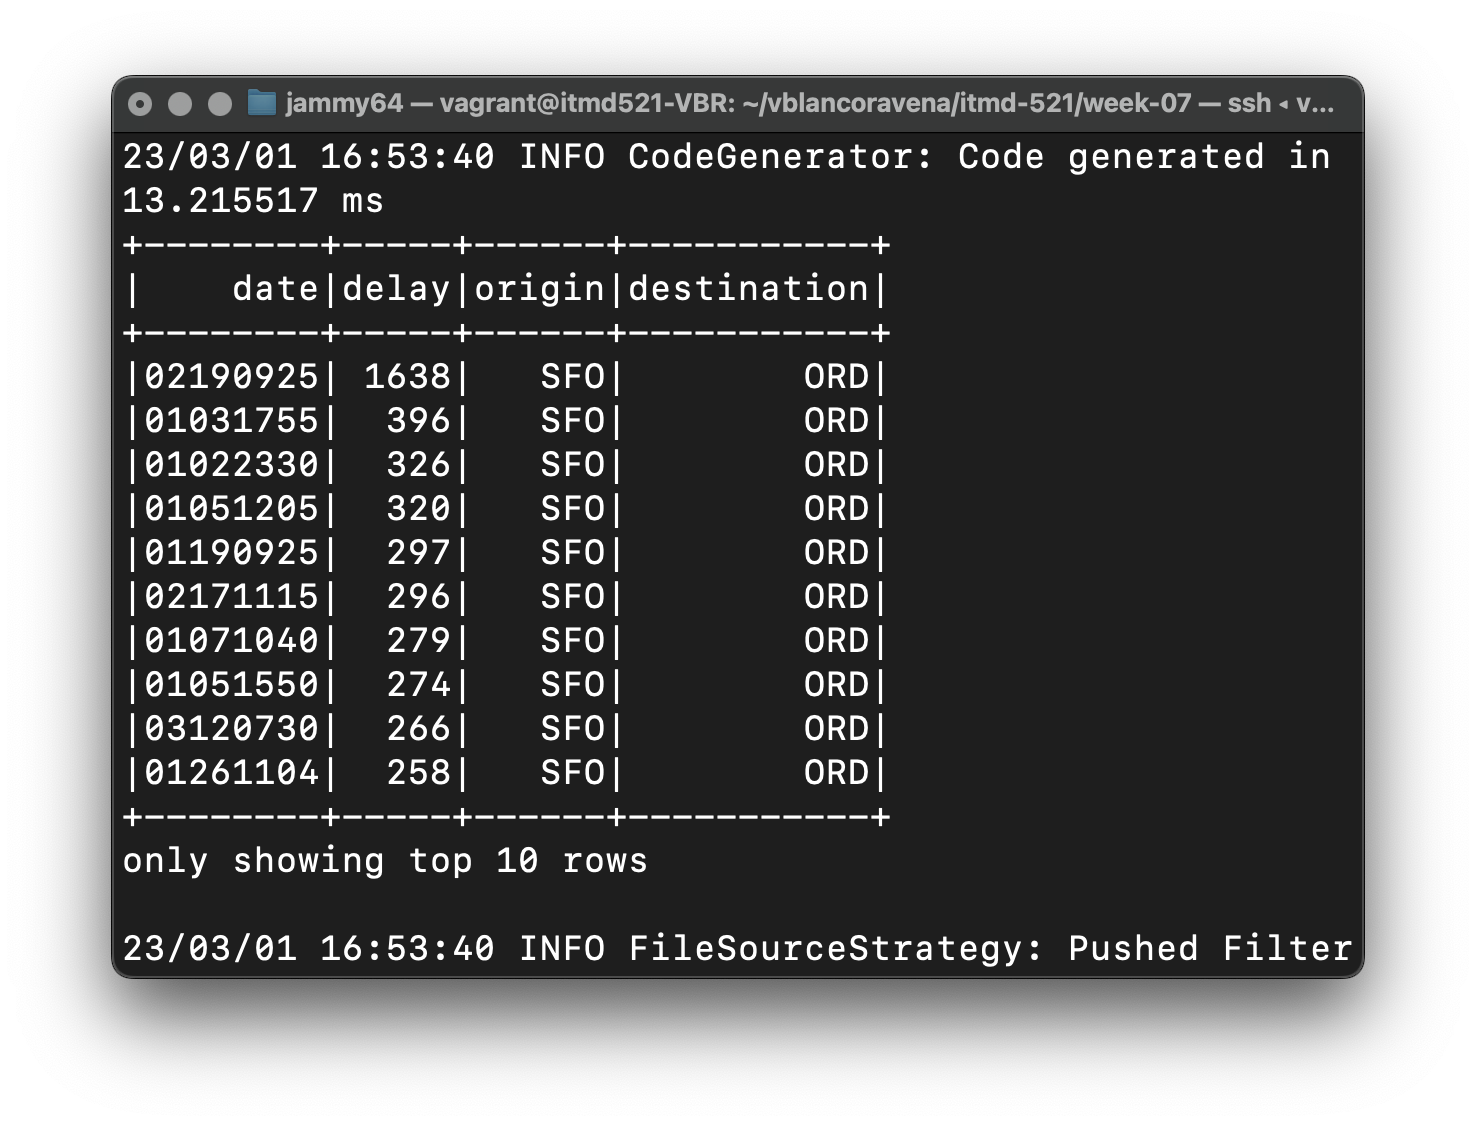 jammy64 — vagrant@itmd521-VBR: ~/vblancoravena/itmd-521/week-07 — ssh ◂ v...
23/03/01 16:53:40 INFO CodeGenerator: Code generated in
13.215517 ms
+--------+-----+------+-----------+
|    date|delay|origin|destination|
+--------+-----+------+-----------+
|02190925| 1638|   SFO|        ORD|
|01031755|  396|   SFO|        ORD|
|01022330|  326|   SFO|        ORD|
|01051205|  320|   SFO|        ORD|
|01190925|  297|   SFO|        ORD|
|02171115|  296|   SFO|        ORD|
|01071040|  279|   SFO|        ORD|
|01051550|  274|   SFO|        ORD|
|03120730|  266|   SFO|        ORD|
|01261104|  258|   SFO|        ORD|
+--------+-----+------+-----------+
only showing top 10 rows
23/03/01 16:53:40 INFO FileSourceStrategy: Pushed Filter